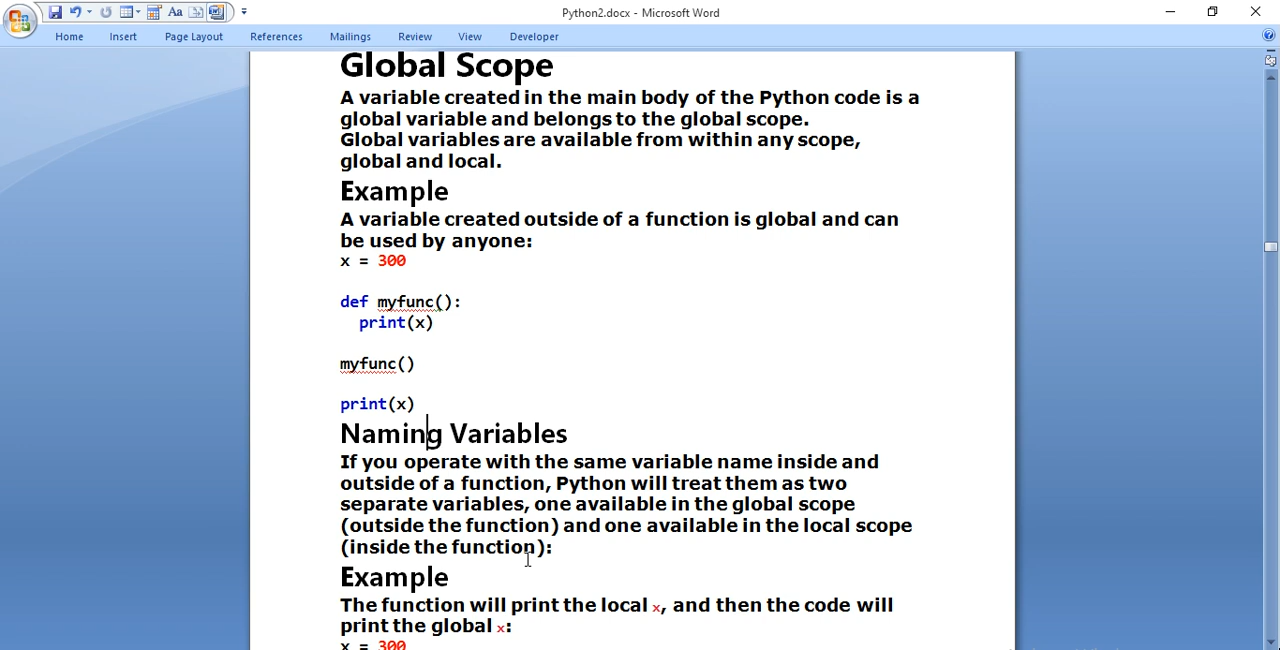 Aa
Python2.docx - Microsoft Word
Home Insert Page Layout References Mailings Review View Developer
Global Scope
A variable created in the main body of the Python code is a
global variable and belongs to the global scope.
Global variables are available from within any scope,
global and local.
Example
A variable created outside of a function is global and can
be used by anyone:
x = 300
def myfunc():
  print(x)
myfunc()
print(x)
Naming Variables
If you operate with the same variable name inside and
outside of a function, Python will treat them as two
separate variables, one available in the global scope
(outside the function) and one available in the local scope
(inside the function):
Example
The function will print the local x, and then the code will
print the global x:
x = 300